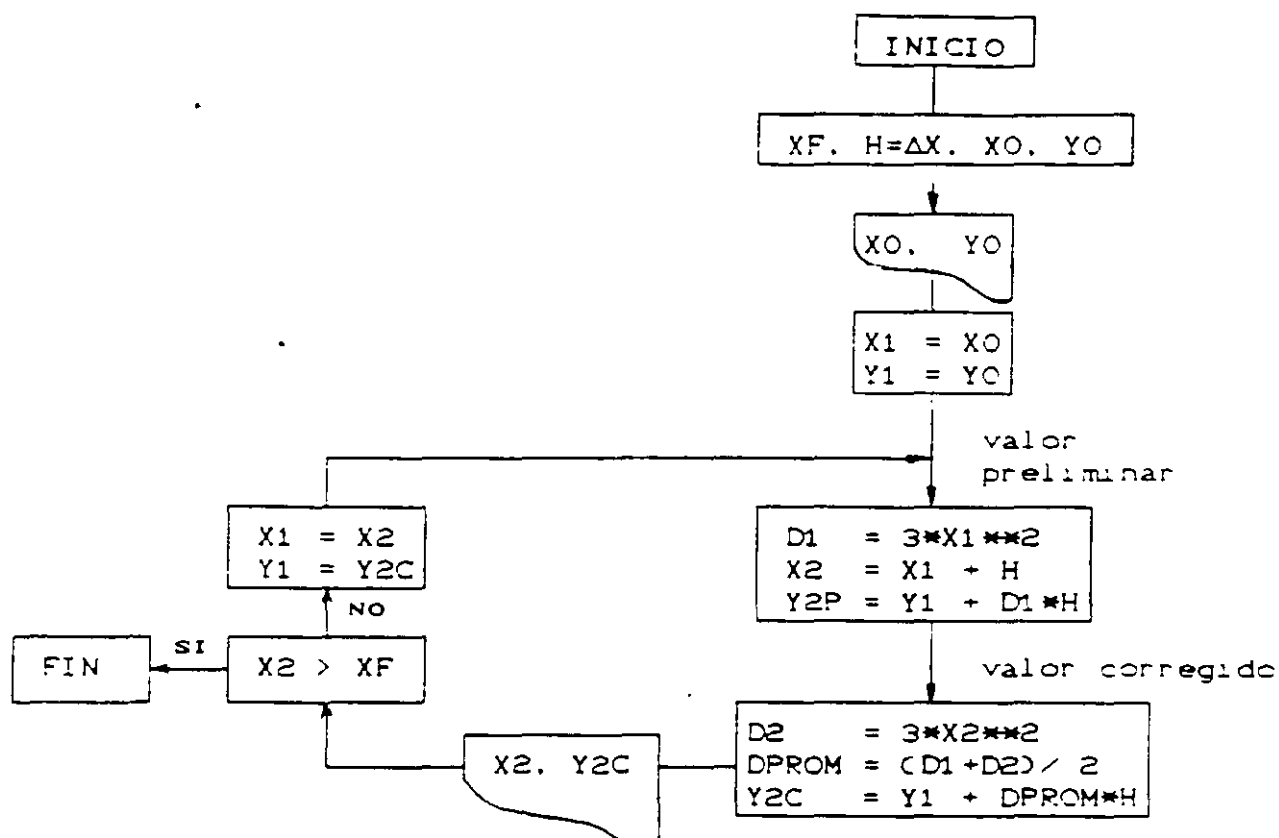 INICIO
XF. H=ΔX. XO. YO
XO. YO
X1 = XO
Y1 = YO
valor
preliminar
D1 = 3*X1**2
X2 = X1 + H
Y2P = Y1 + D1*H
valor corregido
D2 = 3*X2**2
DPROM = (D1+D2)/ 2
Y2C = Y1 + DPROM*H
X2. Y2C
X2 > XF
SI
FIN
NO
X1 = X2
Y1 = Y2C